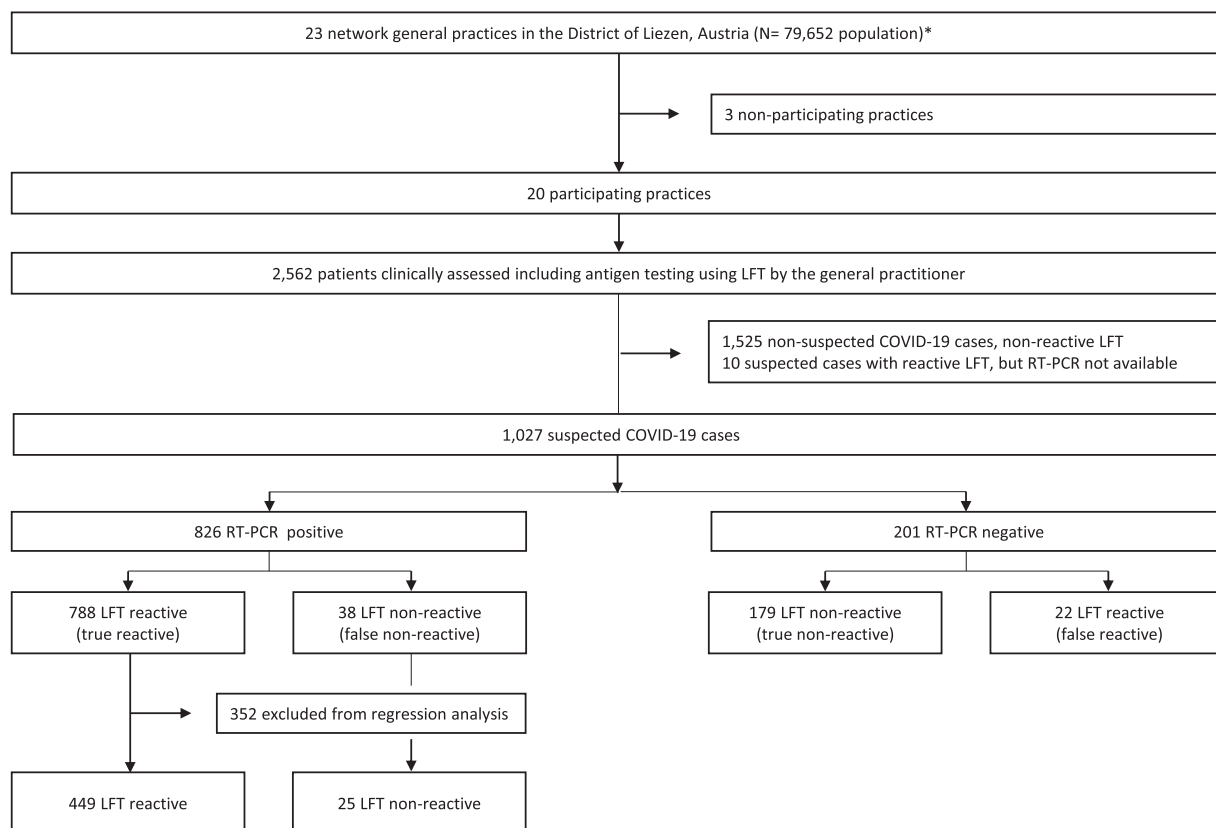 23 network general practices in the District of Liezen, Austria (N= 79,652 population)*
3 non-participating practices
20 participating practices
2,562 patients clinically assessed including antigen testing using LFT by the general practitioner
1,525 non-suspected COVID-19 cases, non-reactive LFT
10 suspected cases with reactive LFT, but RT-PCR not available
1,027 suspected COVID-19 cases
826 RT-PCR positive
201 RT-PCR negative
788 LFT reactive
(true reactive)
38 LFT non-reactive
(false non-reactive)
179 LFT non-reactive
(true non-reactive)
22 LFT reactive
(false reactive)
352 excluded from regression analysis
449 LFT reactive
25 LFT non-reactive